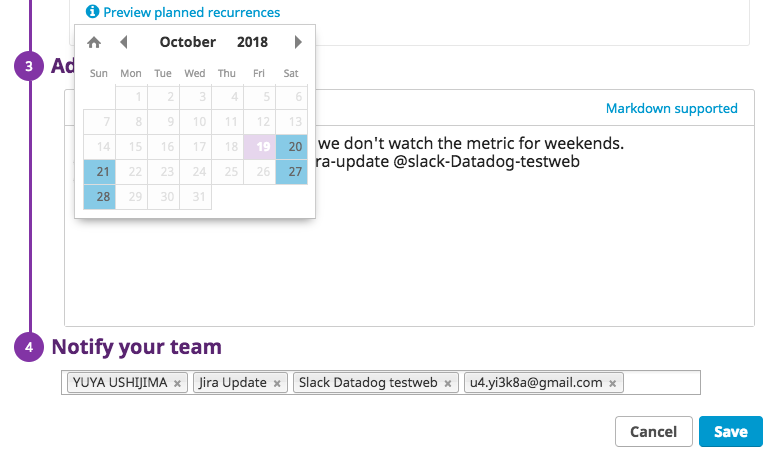 Preview planned recurrences
October 2018
Sun Mon Tue Wed Thu Fri Sat
1 2 3 4 5 6
7 8 9 10 11 12 13
14 15 16 17 18 19 20
21 22 23 24 25 26 27
28 29 30 31
3 Ad
Markdown supported
we don't watch the metric for weekends.
ra-update @slack-Datadog-testweb
4 Notify your team
YUYA USHIJIMA × Jira Update × Slack Datadog testweb × u4.yi3k8a@gmail.com ×
Cancel Save